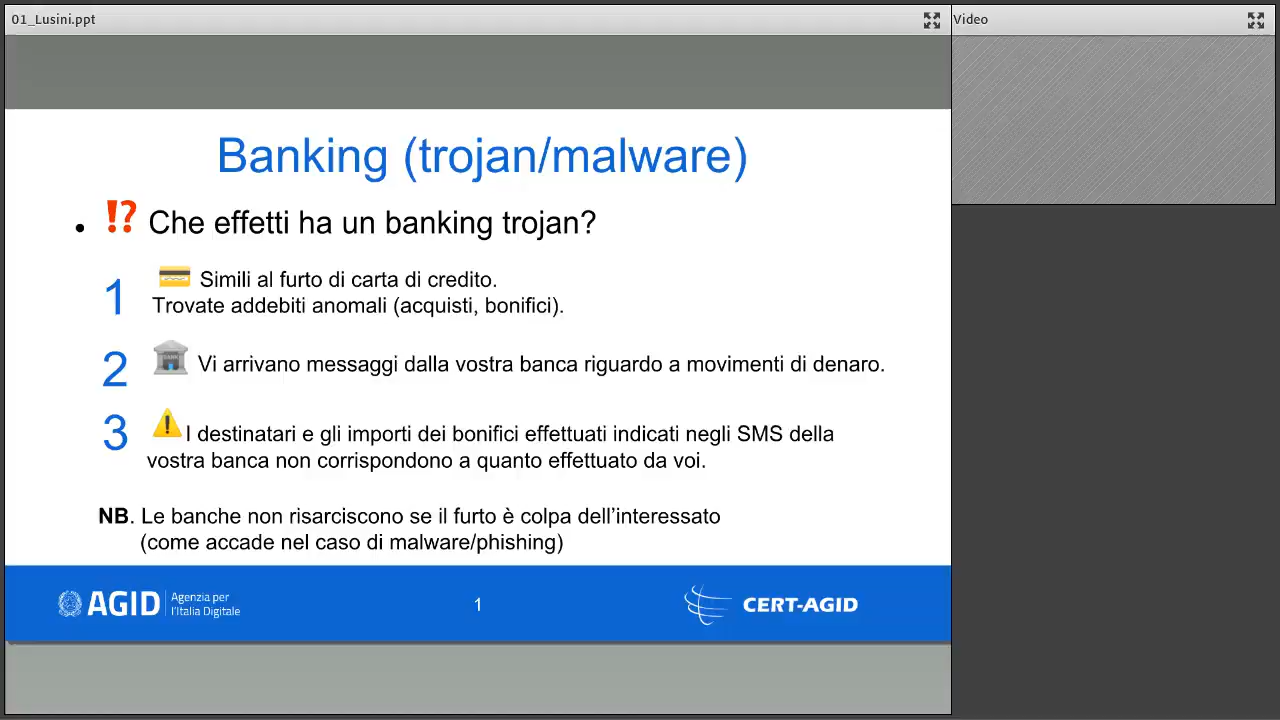 01_Lusini.ppt
Video
Banking (trojan/malware)
• ⁉ Che effetti ha un banking trojan?
1
Simili al furto di carta di credito.
Trovate addebiti anomali (acquisti, bonifici).
2
BANK
Vi arrivano messaggi dalla vostra banca riguardo a movimenti di denaro.
3
I destinatari e gli importi dei bonifici effettuati indicati negli SMS della
vostra banca non corrispondono a quanto effettuato da voi.
NB. Le banche non risarciscono se il furto è colpa dell’interessato
(come accade nel caso di malware/phishing)
AGID
Agenzia per
l’Italia Digitale
1
CERT-AGID